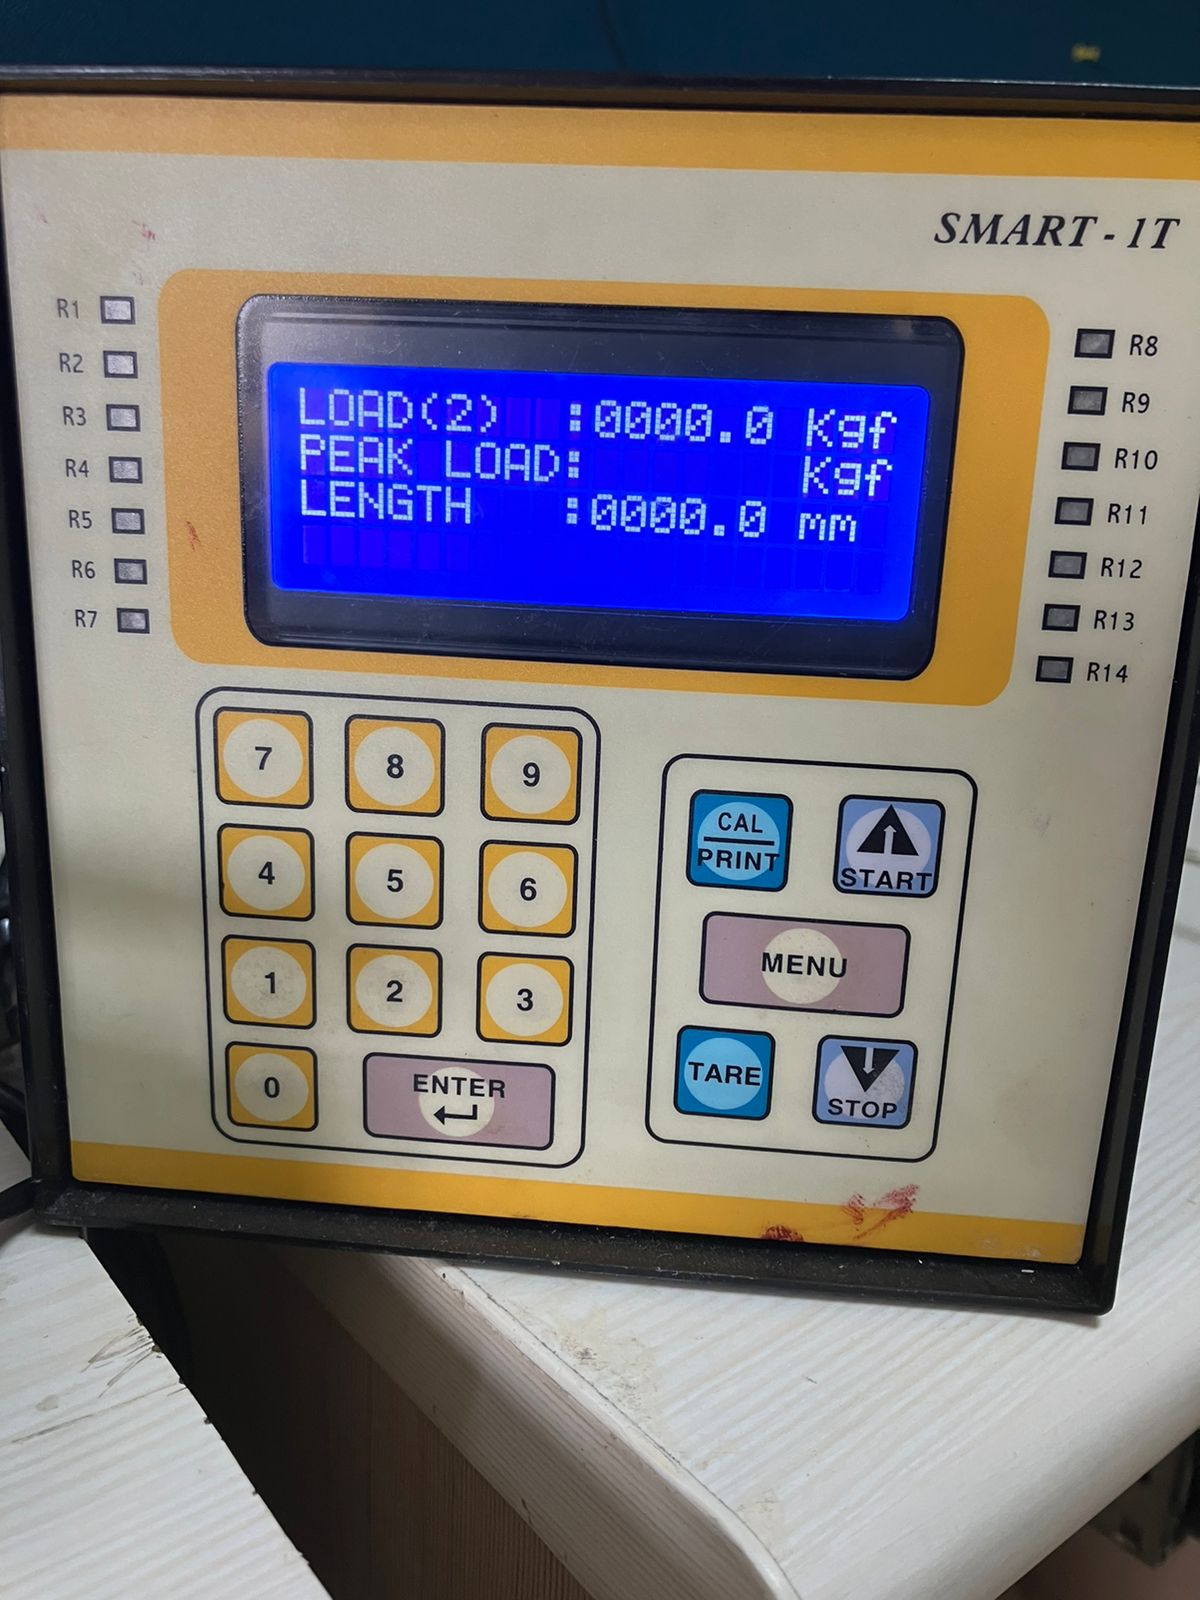 SMART - 1T
R1
R2
R3
R4
R5
R6
R7
LOAD(2) :0000.0 Kgf
PEAK LOAD: Kgf
LENGTH :0000.0 mm
R8
R9
R10
R11
R12
R13
R14
7 8 9
4 5 6
1 2 3
0 ENTER
CAL
PRINT
START
MENU
TARE
STOP